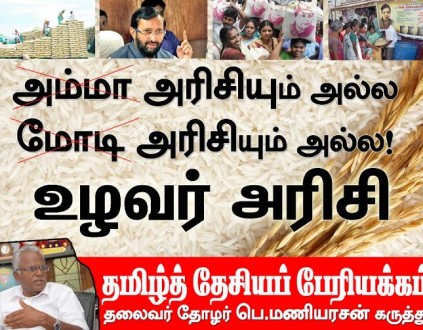 அம்மா அரிசியும் அல்ல
மோடி அரிசியும் அல்ல!
உழவர் அரிசி
தமிழ்த் தேசியப் பேரியக்கம்
தலைவர் தோழர் பெ.மணியரசன் கருத்து